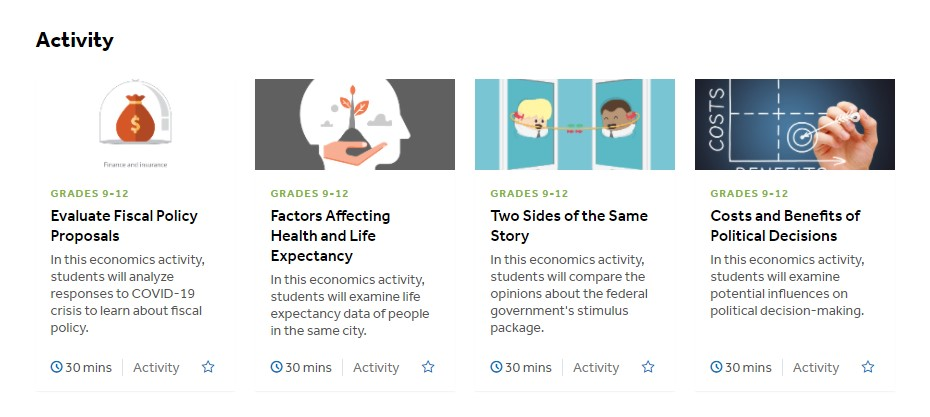 Activity
Finance and Insurance
GRADES 9-12
Evaluate Fiscal Policy
Proposals
In this economics activity,
students will analyze
responses to COVID-19
crisis to learn about fiscal
policy.
30 mins
Activity
GRADES 9-12
Factors Affecting
Health and Life
Expectancy
In this economics activity,
students will examine life
expectancy data of people
in the same city.
30 mins
Activity
GRADES 9-12
Two Sides of the Same
Story
In this economics activity,
students will compare the
opinions about the federal
government's stimulus
package.
30 mins
Activity
COSTS
BENEFITS
GRADES 9-12
Costs and Benefits of
Political Decisions
In this economics activity,
students will examine
potential influences on
political decision-making.
30 mins
Activity